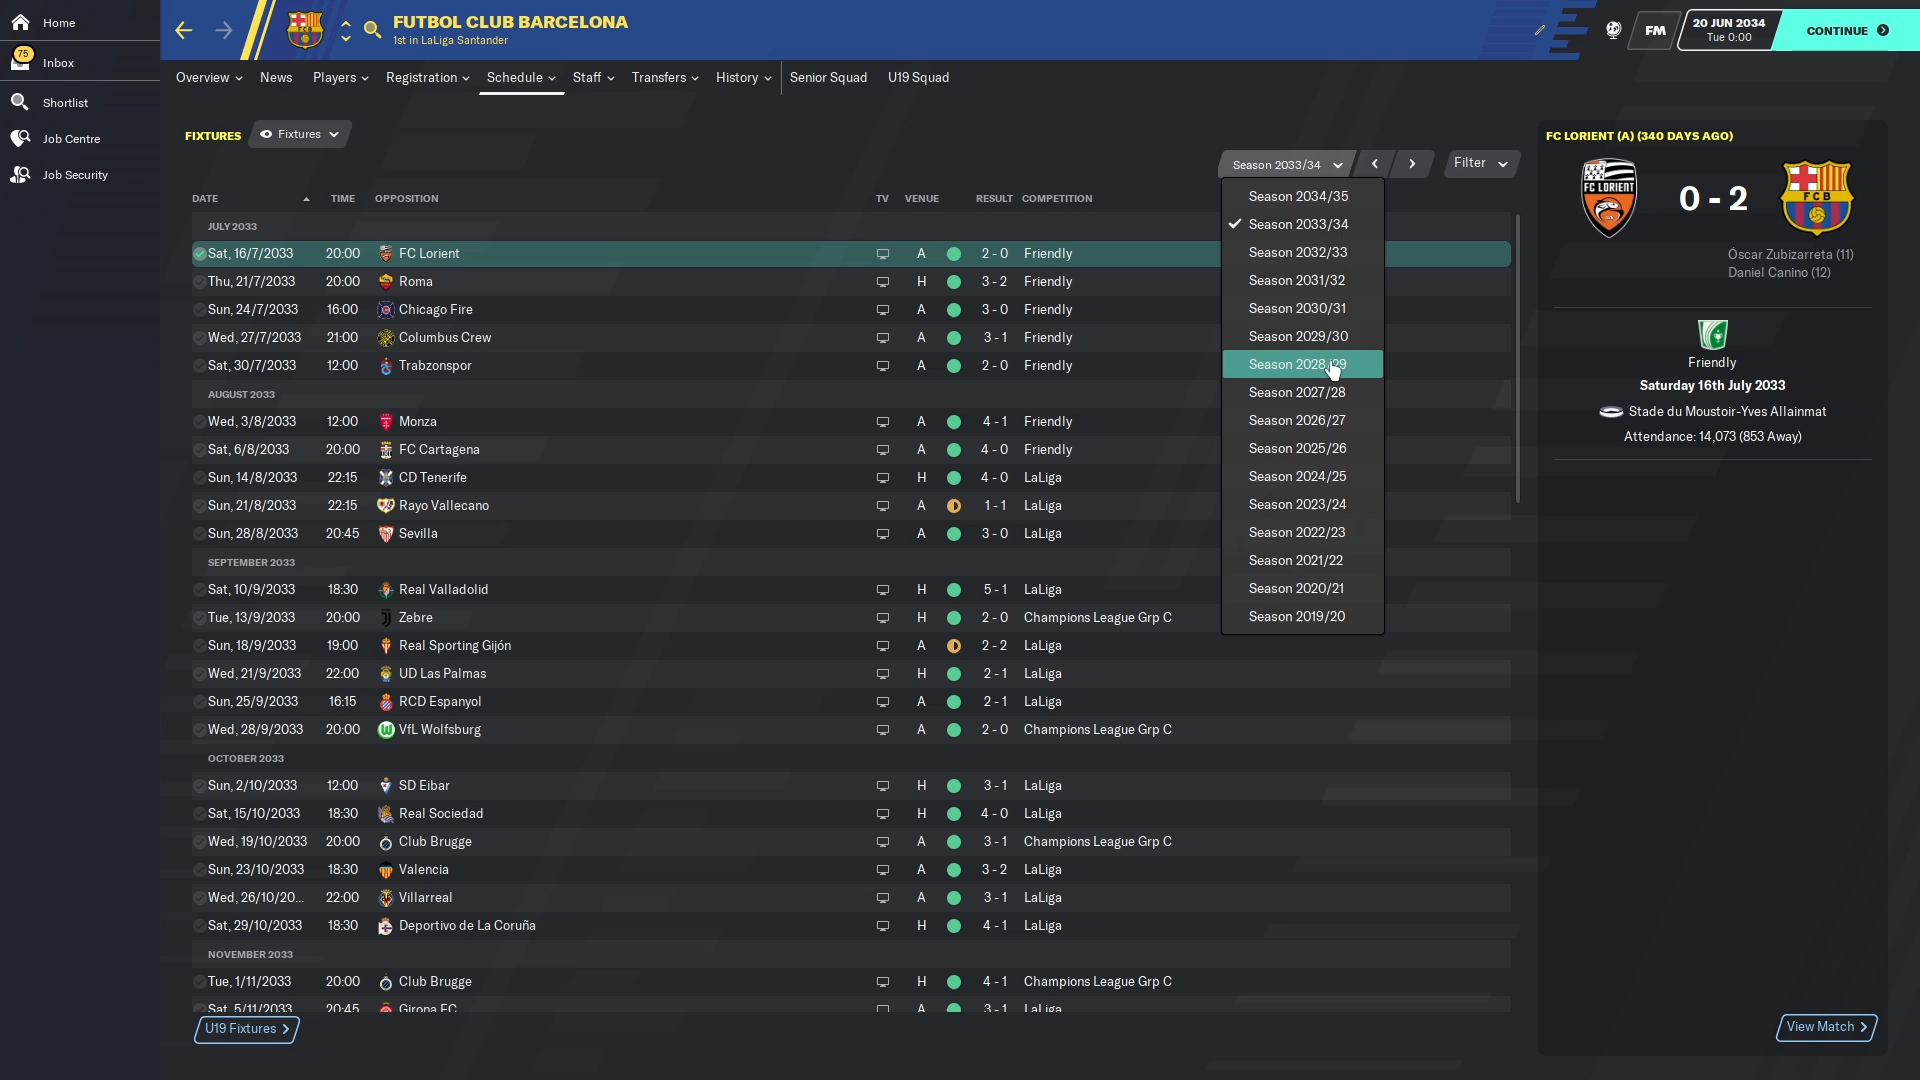 Home
75
Inbox
Shortlist
Job Centre
Job Security
FUTBOL CLUB BARCELONA
1st in LaLiga Santander
FM
20 JUN 2034
Tue 0:00
CONTINUE
Overview
News
Players
Registration
Schedule
Staff
Transfers
History
Senior Squad
U19 Squad
FIXTURES
Fixtures
Season 2033/34
Filter
DATE TIME OPPOSITION TV VENUE RESULT COMPETITION
JULY 2033
Sat, 16/7/2033 20:00 FC Lorient A 2 - 0 Friendly
Thu, 21/7/2033 20:00 Roma H 3 - 2 Friendly
Sun, 24/7/2033 16:00 Chicago Fire A 3 - 0 Friendly
Wed, 27/7/2033 21:00 Columbus Crew A 3 - 1 Friendly
Sat, 30/7/2033 12:00 Trabzonspor A 2 - 0 Friendly
AUGUST 2033
Wed, 3/8/2033 12:00 Monza A 4 - 1 Friendly
Sat, 6/8/2033 20:00 FC Cartagena A 4 - 0 Friendly
Sun, 14/8/2033 22:15 CD Tenerife H 4 - 0 LaLiga
Sun, 21/8/2033 22:15 Rayo Vallecano A 1 - 1 LaLiga
Sun, 28/8/2033 20:45 Sevilla A 3 - 0 LaLiga
SEPTEMBER 2033
Sat, 10/9/2033 18:30 Real Valladolid H 5 - 1 LaLiga
Tue, 13/9/2033 20:00 Zebre H 2 - 0 Champions League Grp C
Sun, 18/9/2033 19:00 Real Sporting Gijón A 2 - 2 LaLiga
Wed, 21/9/2033 22:00 UD Las Palmas H 2 - 1 LaLiga
Sun, 25/9/2033 16:15 RCD Espanyol A 2 - 1 LaLiga
Wed, 28/9/2033 20:00 VfL Wolfsburg A 2 - 0 Champions League Grp C
OCTOBER 2033
Sun, 2/10/2033 12:00 SD Eibar H 3 - 1 LaLiga
Sat, 15/10/2033 18:30 Real Sociedad H 4 - 0 LaLiga
Wed, 19/10/2033 20:00 Club Brugge A 3 - 1 Champions League Grp C
Sun, 23/10/2033 18:30 Valencia A 3 - 2 LaLiga
Wed, 26/10/20... 22:00 Villarreal A 3 - 1 LaLiga
Sat, 29/10/2033 18:30 Deportivo de La Coruña H 4 - 1 LaLiga
NOVEMBER 2033
Tue, 1/11/2033 20:00 Club Brugge H 4 - 1 Champions League Grp C
Sat, 5/11/2033 20:45 Girona FC A 3 - 1 LaLiga
Season 2034/35
Season 2033/34
Season 2032/33
Season 2031/32
Season 2030/31
Season 2029/30
Season 2028/29
Season 2027/28
Season 2026/27
Season 2025/26
Season 2024/25
Season 2023/24
Season 2022/23
Season 2021/22
Season 2020/21
Season 2019/20
U19 Fixtures
FC LORIENT (A) (340 DAYS AGO)
FC LORIENT
0 - 2
FCB
Óscar Zubizarreta (11)
Daniel Canino (12)
Friendly
Saturday 16th July 2033
Stade du Moustoir-Yves Allainmat
Attendance: 14,073 (853 Away)
View Match